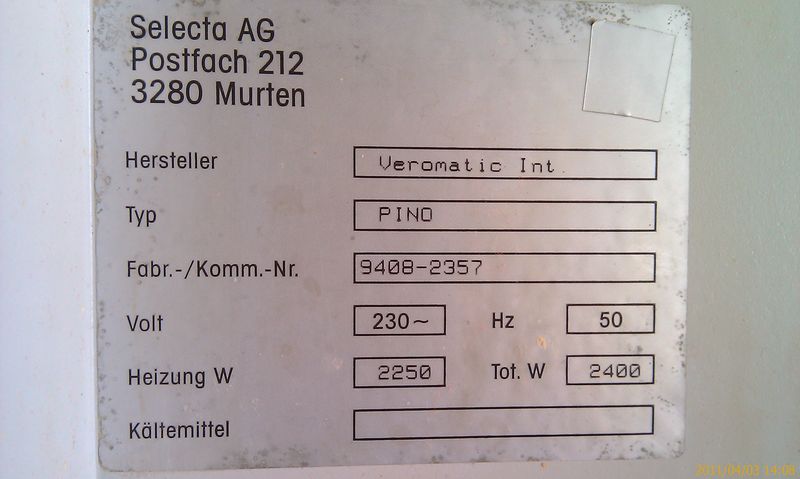 Selecta AG
Postfach 212
3280 Murten
Hersteller Veromatic Int.
Typ PINO
Fabr.-/Komm.-Nr. 9408-2357
Volt 230~ Hz 50
Heizung W 2250 Tot. W 2400
Kältemittel
2011/04/03 14:08